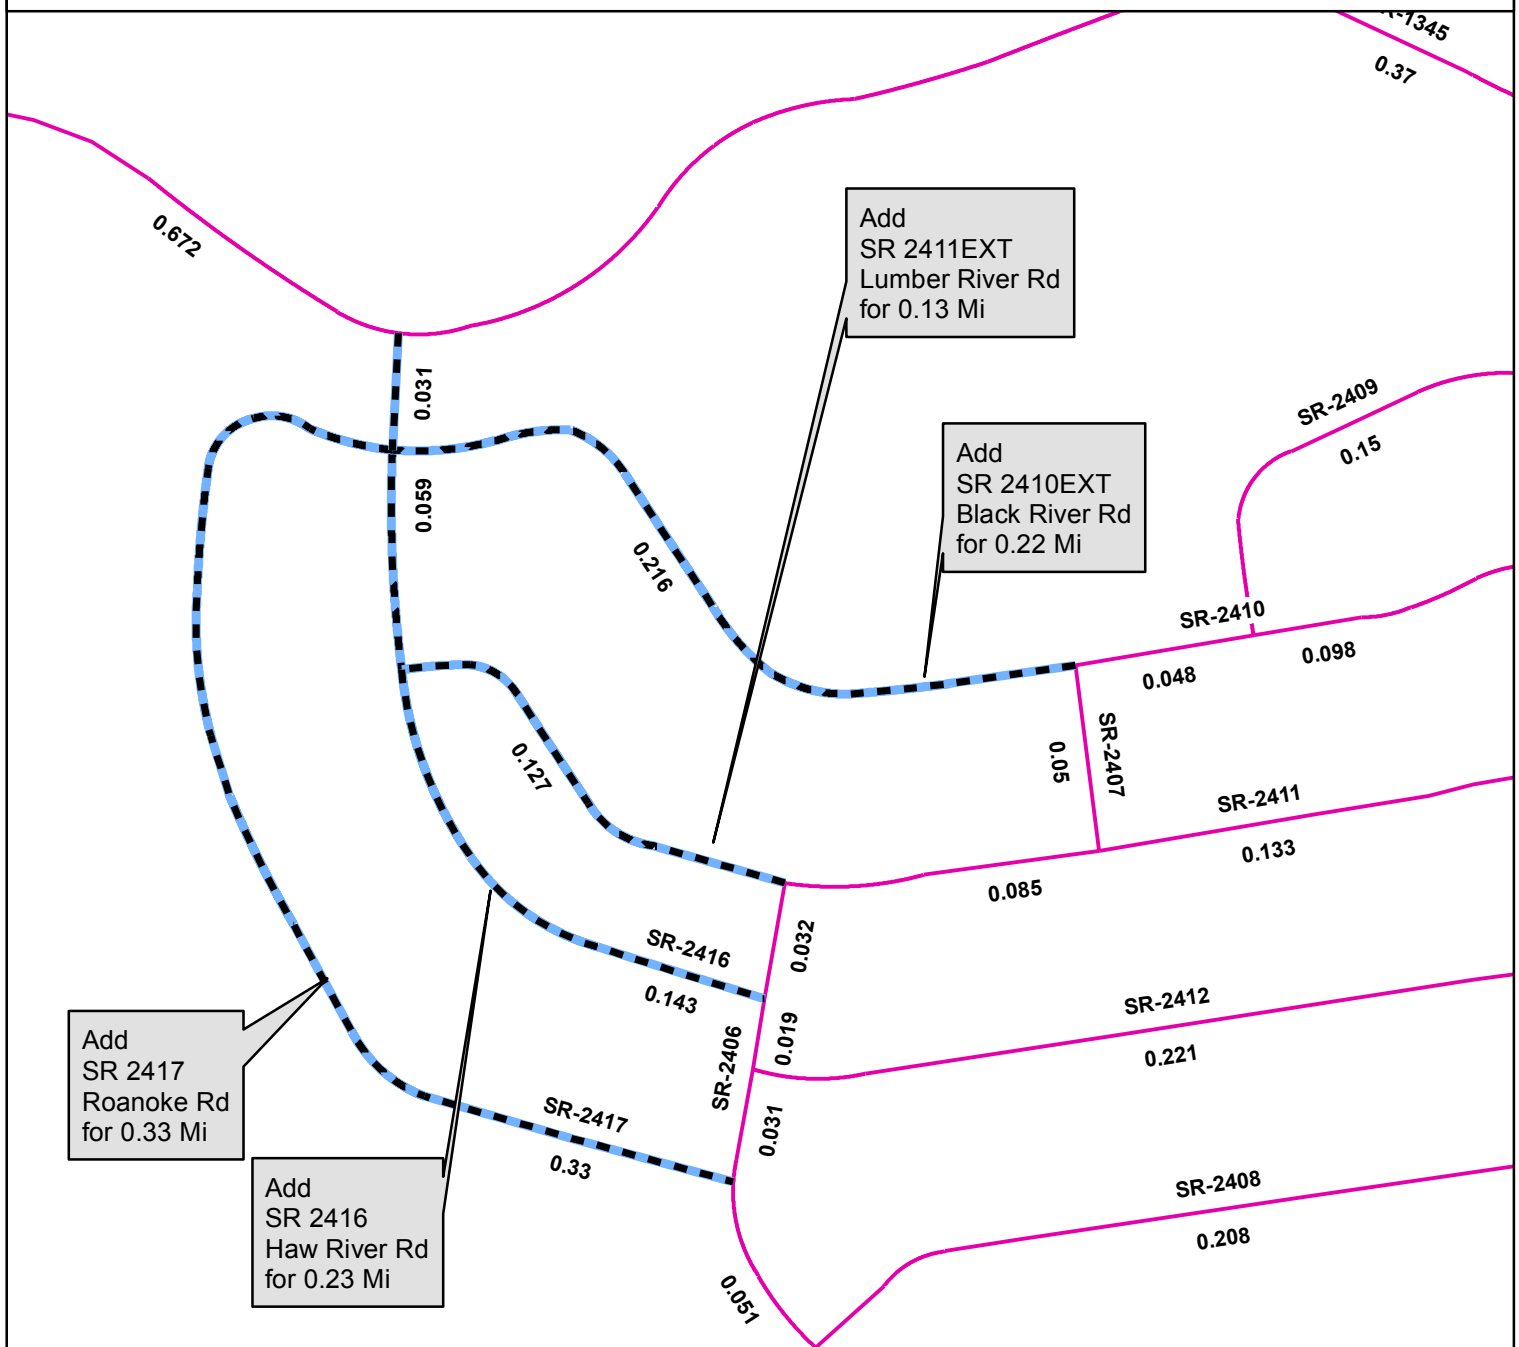 -1345
0.37
0.672
Add
SR 2411EXT
Lumber River Rd
for 0.13 Mi
0.031
SR-2409
0.15
Add
SR 2410EXT
Black River Rd
for 0.22 Mi
0.059
0.216
SR-2410
0.098
0.048
SR-2407
0.05
0.127
SR-2411
0.133
0.085
0.032
SR-2416
0.143
SR-2412
0.221
0.019
SR-2406
Add
SR 2417
Roanoke Rd
for 0.33 Mi
SR-2417
0.33
0.031
Add
SR 2416
Haw River Rd
for 0.23 Mi
SR-2408
0.208
0.051